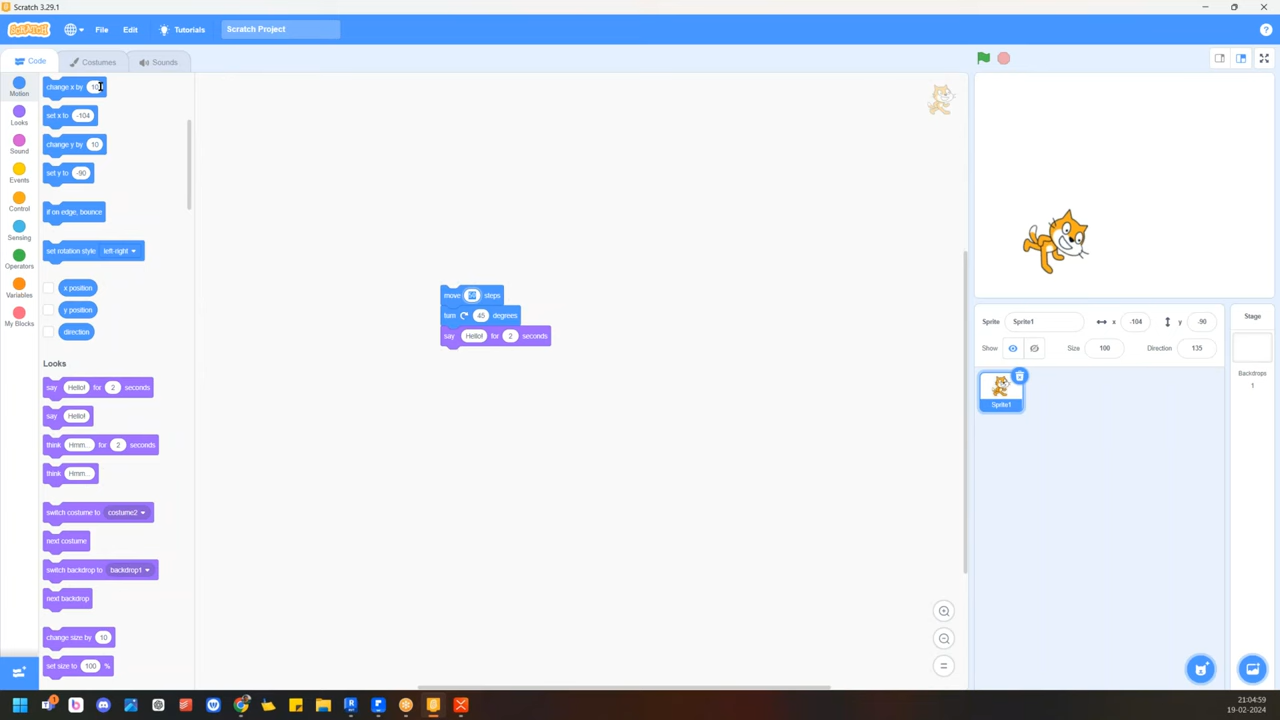 Scratch 3.29.1
SCRATCH File Edit Tutorials Scratch Project
Code Costumes Sounds
Motion
Looks
Sound
Events
Control
Sensing
Operators
Variables
My Blocks
change x by 10
set x to -104
change y by 10
set y to -90
if on edge, bounce
set rotation style left-right
x position
y position
direction
Looks
say Hello! for 2 seconds
say Hello!
think Hmm... for 2 seconds
think Hmm...
switch costume to costume2
next costume
switch backdrop to backdrop1
next backdrop
change size by 10
set size to 100 %
move steps
turn 45 degrees
say Hello! for 2 seconds
Sprite Sprite1 x -104 y -90
Show Size 100 Direction 135
Sprite1
Stage
Backdrops
1
21:04:59
19-02-2024